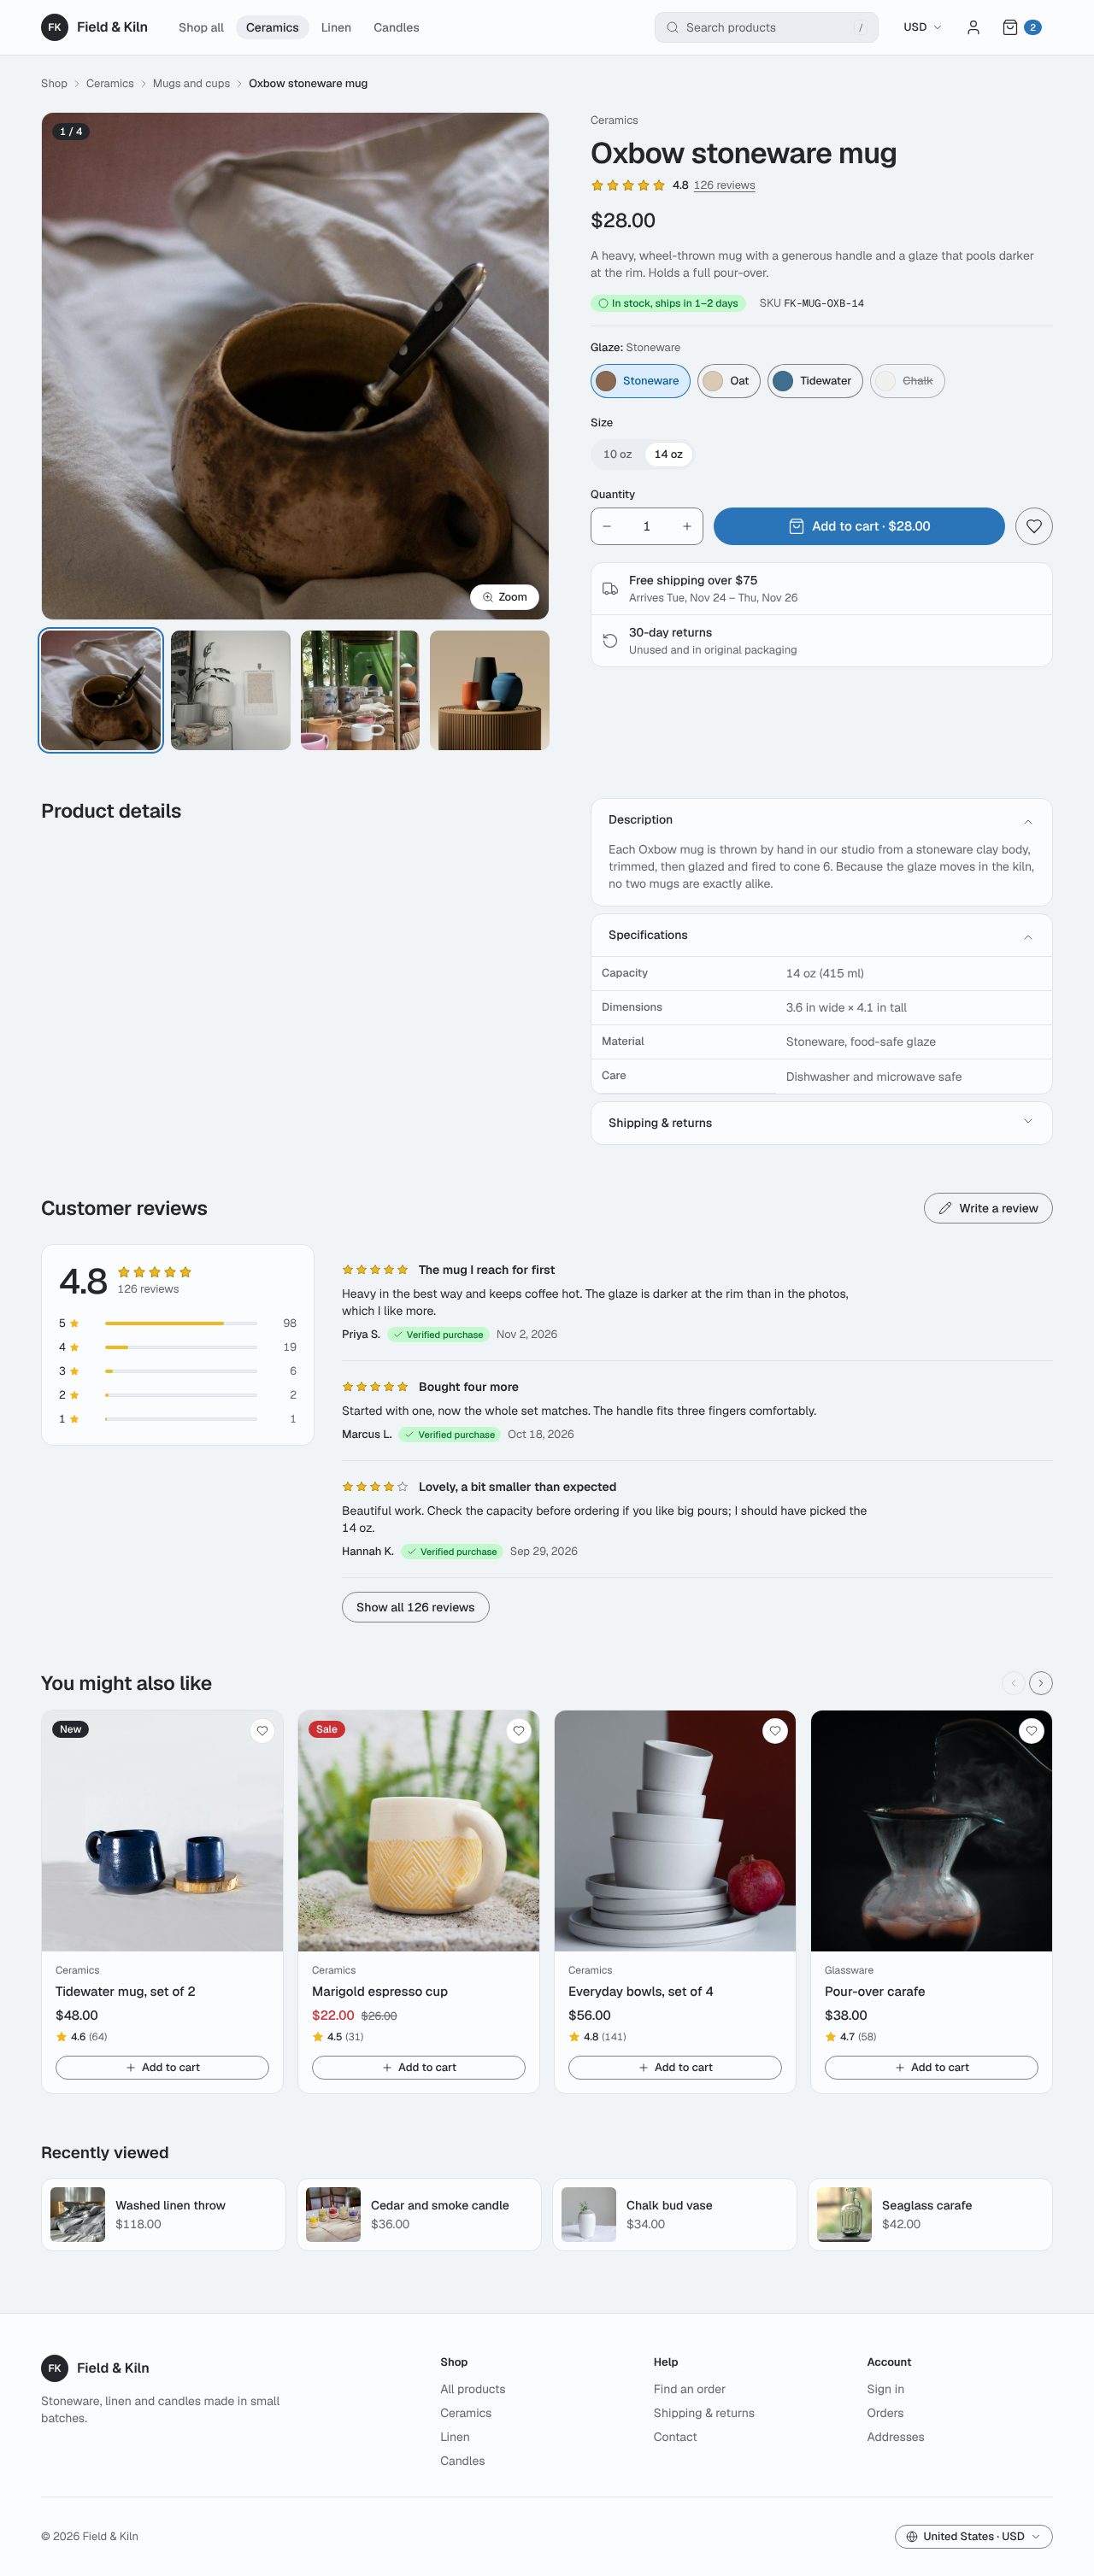 FK Field & Kiln Shop all Ceramics Linen Candles Search products / USD 2
Shop Ceramics Mugs and cups Oxbow stoneware mug
1 / 4
Zoom
Ceramics
Oxbow stoneware mug
4.8 126 reviews
$28.00
A heavy, wheel-thrown mug with a generous handle and a glaze that pools darker
at the rim. Holds a full pour-over.
In stock, ships in 1–2 days SKU FK-MUG-OXB-14
Glaze: Stoneware
Stoneware Oat Tidewater Chalk
Size
10 oz 14 oz
Quantity
1 Add to cart · $28.00
Free shipping over $75
Arrives Tue, Nov 24 – Thu, Nov 26
30-day returns
Unused and in original packaging
Product details
Description
Each Oxbow mug is thrown by hand in our studio from a stoneware clay body,
trimmed, then glazed and fired to cone 6. Because the glaze moves in the kiln,
no two mugs are exactly alike.
Specifications
Capacity 14 oz (415 ml)
Dimensions 3.6 in wide × 4.1 in tall
Material Stoneware, food-safe glaze
Care Dishwasher and microwave safe
Shipping & returns
Customer reviews
Write a review
4.8
126 reviews
5 98
4 19
3 6
2 2
1 1
The mug I reach for first
Heavy in the best way and keeps coffee hot. The glaze is darker at the rim than in the photos,
which I like more.
Priya S. Verified purchase Nov 2, 2026
Bought four more
Started with one, now the whole set matches. The handle fits three fingers comfortably.
Marcus L. Verified purchase Oct 18, 2026
Lovely, a bit smaller than expected
Beautiful work. Check the capacity before ordering if you like big pours; I should have picked the
14 oz.
Hannah K. Verified purchase Sep 29, 2026
Show all 126 reviews
You might also like
New
Ceramics
Tidewater mug, set of 2
$48.00
4.6 (64)
Add to cart
Sale
Ceramics
Marigold espresso cup
$22.00 $26.00
4.5 (31)
Add to cart
Ceramics
Everyday bowls, set of 4
$56.00
4.8 (141)
Add to cart
Glassware
Pour-over carafe
$38.00
4.7 (58)
Add to cart
Recently viewed
Washed linen throw
$118.00
Cedar and smoke candle
$36.00
Chalk bud vase
$34.00
Seaglass carafe
$42.00
FK Field & Kiln
Stoneware, linen and candles made in small
batches.
Shop
All products
Ceramics
Linen
Candles
Help
Find an order
Shipping & returns
Contact
Account
Sign in
Orders
Addresses
© 2026 Field & Kiln
United States · USD